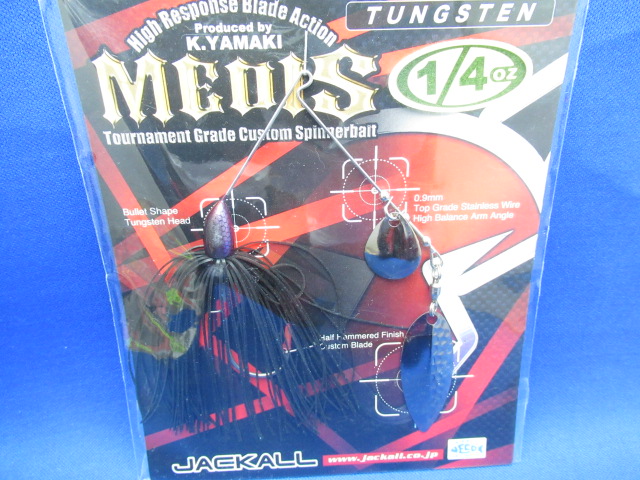 TUNGSTEN
High Response Blade Action
Produced by
K.YAMAKI
MEDIS
1/4oz
Tournament Grade Custom Spinnerbait
Bullet Shape
Tungsten Head
0.9mm
Top Grade Stainless Wire
High Balance Arm Angle
Half Hammered Finish
Custom Blade
JACKALL
www.jackall.co.jp